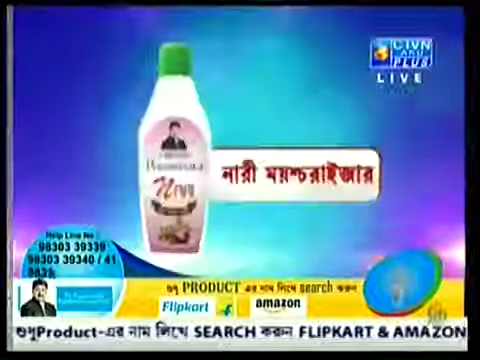 CTVN
AKD
PLUS
LIVE
নারী ময়শ্চরাইজার
Help Line No :
98303 39339
98303 39340 / 41
শুধু PRODUCT এর নাম লিখে search করুন
Flipkart
amazon
শুধুProduct-এর নাম লিখে SEARCH করুন FLIPKART & AMAZON